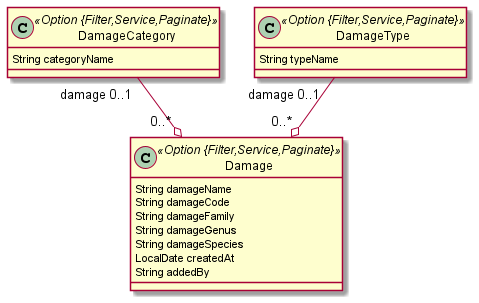 C «Option {Filter,Service,Paginate}»
DamageCategory
String categoryName
C «Option {Filter,Service,Paginate}»
DamageType
String typeName
damage 0..1
damage 0..1
0..*
0..*
C «Option {Filter,Service,Paginate}»
Damage
String damageName
String damageCode
String damageFamily
String damageGenus
String damageSpecies
LocalDate createdAt
String addedBy